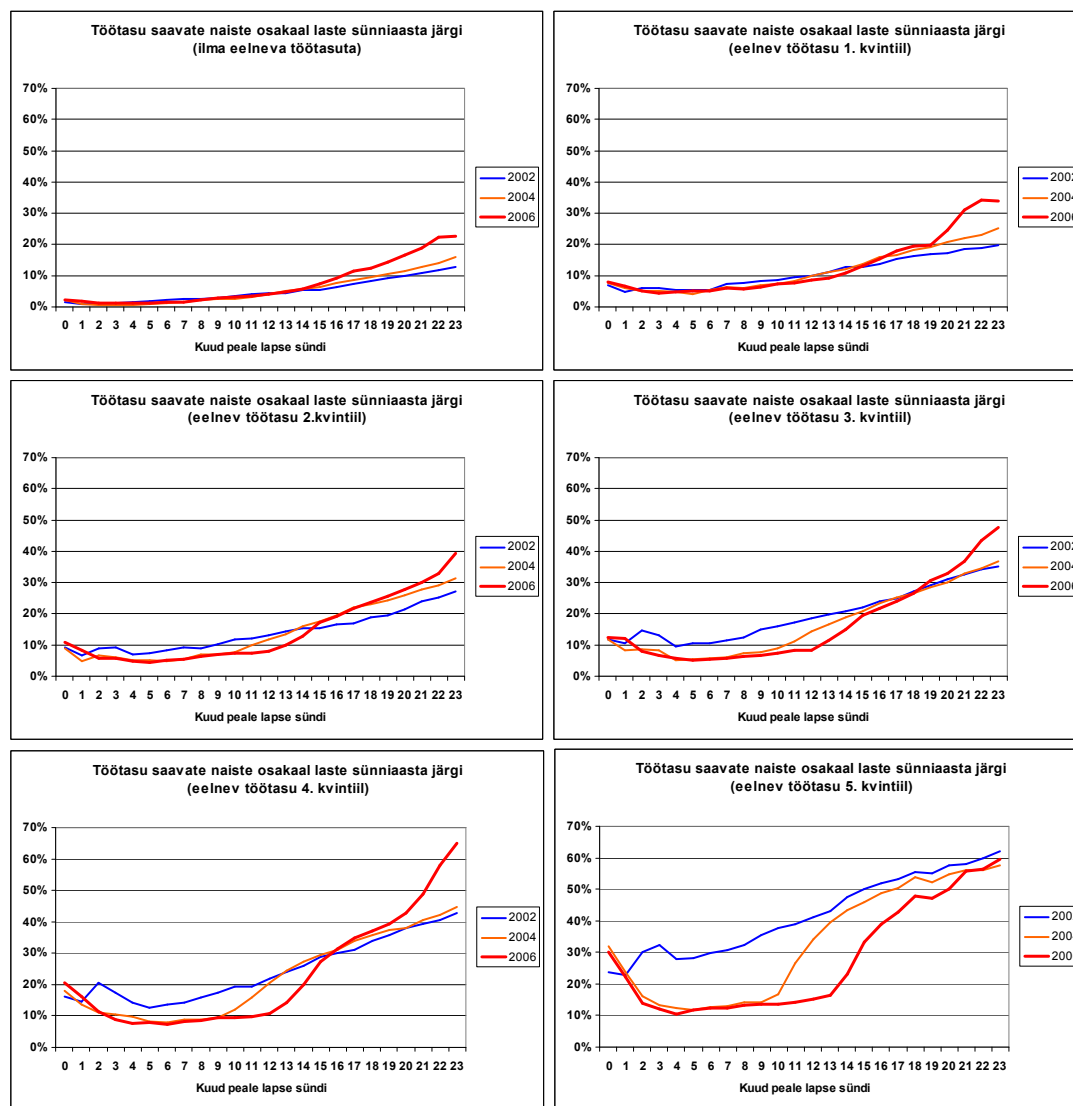 Töötasu saavate naiste osakaal laste sünniaasta järgi
(ilma eelneva töötasuta)
70%
60%
50%
40%
30%
20%
10%
0%
0 1 2 3 4 5 6 7 8 9 10 11 12 13 14 15 16 17 18 19 20 21 22 23
Kuud peale lapse sündi
2002
2004
2006
Töötasu saavate naiste osakaal laste sünniaasta järgi
(eelnev töötasu 1. kvintiil)
70%
60%
50%
40%
30%
20%
10%
0%
0 1 2 3 4 5 6 7 8 9 10 11 12 13 14 15 16 17 18 19 20 21 22 23
Kuud peale lapse sündi
2002
2004
2006
Töötasu saavate naiste osakaal laste sünniaasta järgi
(eelnev töötasu 2.kvintiil)
70%
60%
50%
40%
30%
20%
10%
0%
0 1 2 3 4 5 6 7 8 9 10 11 12 13 14 15 16 17 18 19 20 21 22 23
Kuud peale lapse sündi
2002
2004
2006
Töötasu saavate naiste osakaal laste sünniaasta järgi
(eelnev töötasu 3. kvintiil)
70%
60%
50%
40%
30%
20%
10%
0%
0 1 2 3 4 5 6 7 8 9 10 11 12 13 14 15 16 17 18 19 20 21 22 23
Kuud peale lapse sündi
2002
2004
2006
Töötasu saavate naiste osakaal laste sünniaasta järgi
(eelnev töötasu 4. kvintiil)
70%
60%
50%
40%
30%
20%
10%
0%
0 1 2 3 4 5 6 7 8 9 10 11 12 13 14 15 16 17 18 19 20 21 22 23
Kuud peale lapse sündi
2002
2004
2006
Töötasu saavate naiste osakaal laste sünniaasta järgi
(eelnev töötasu 5. kvintiil)
70%
60%
50%
40%
30%
20%
10%
0%
0 1 2 3 4 5 6 7 8 9 10 11 12 13 14 15 16 17 18 19 20 21 22 23
Kuud peale lapse sündi